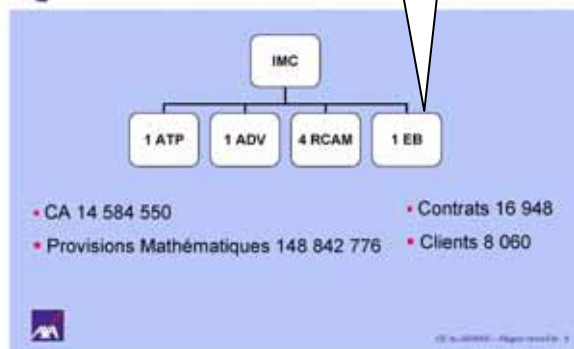 IMC
1 ATP
1 ADV
4 RCAM
1 EB
• CA 14 584 550
• Contrats 16 948
• Provisions Mathématiques 148 842 776
• Clients 8 060
AXA